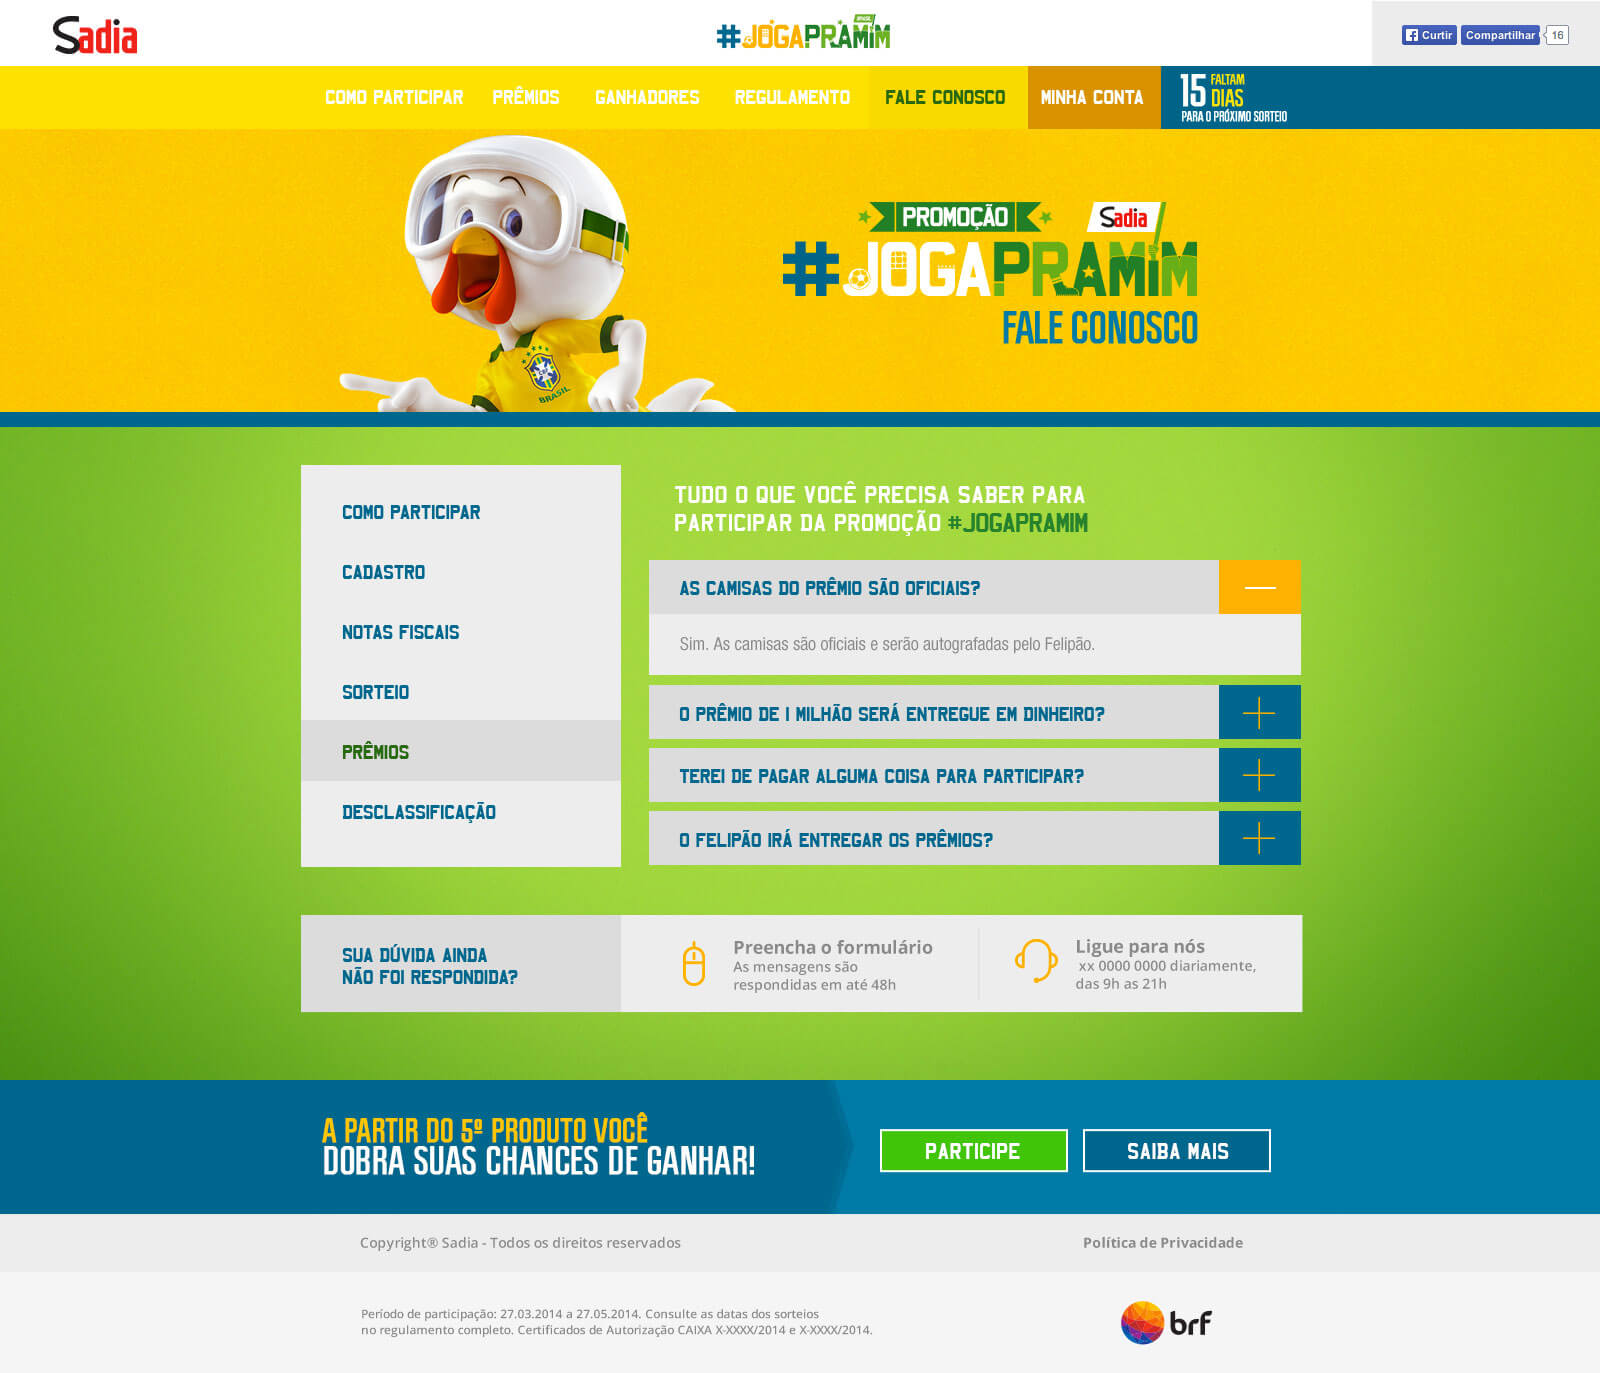 Sadia
BRASIL
#JOGAPRAMIM
Curtir
Compartilhar
16
COMO PARTICIPAR
PRÊMIOS
GANHADORES
REGULAMENTO
FALE CONOSCO
MINHA CONTA
15 FALTAM
DIAS
PARA O PRÓXIMO SORTEIO
PROMOÇÃO
Sadia
#JOGAPRAMIM
FALE CONOSCO
CBF
BRASIL
COMO PARTICIPAR
CADASTRO
NOTAS FISCAIS
SORTEIO
PRÊMIOS
DESCLASSIFICAÇÃO
TUDO O QUE VOCÊ PRECISA SABER PARA
PARTICIPAR DA PROMOÇÃO #JOGAPRAMIM
AS CAMISAS DO PRÊMIO SÃO OFICIAIS?
Sim. As camisas são oficiais e serão autografadas pelo Felipão.
O PRÊMIO DE 1 MILHÃO SERÁ ENTREGUE EM DINHEIRO?
TEREI DE PAGAR ALGUMA COISA PARA PARTICIPAR?
O FELIPÃO IRÁ ENTREGAR OS PRÊMIOS?
SUA DÚVIDA AINDA
NÃO FOI RESPONDIDA?
Preencha o formulário
As mensagens são
respondidas em até 48h
Ligue para nós
xx 0000 0000 diariamente,
das 9h as 21h
A PARTIR DO 5º PRODUTO VOCÊ
DOBRA SUAS CHANCES DE GANHAR!
PARTICIPE
SAIBA MAIS
Copyright® Sadia - Todos os direitos reservados
Política de Privacidade
Período de participação: 27.03.2014 a 27.05.2014. Consulte as datas dos sorteios
no regulamento completo. Certificados de Autorização CAIXA X-XXXX/2014 e X-XXXX/2014.
brf